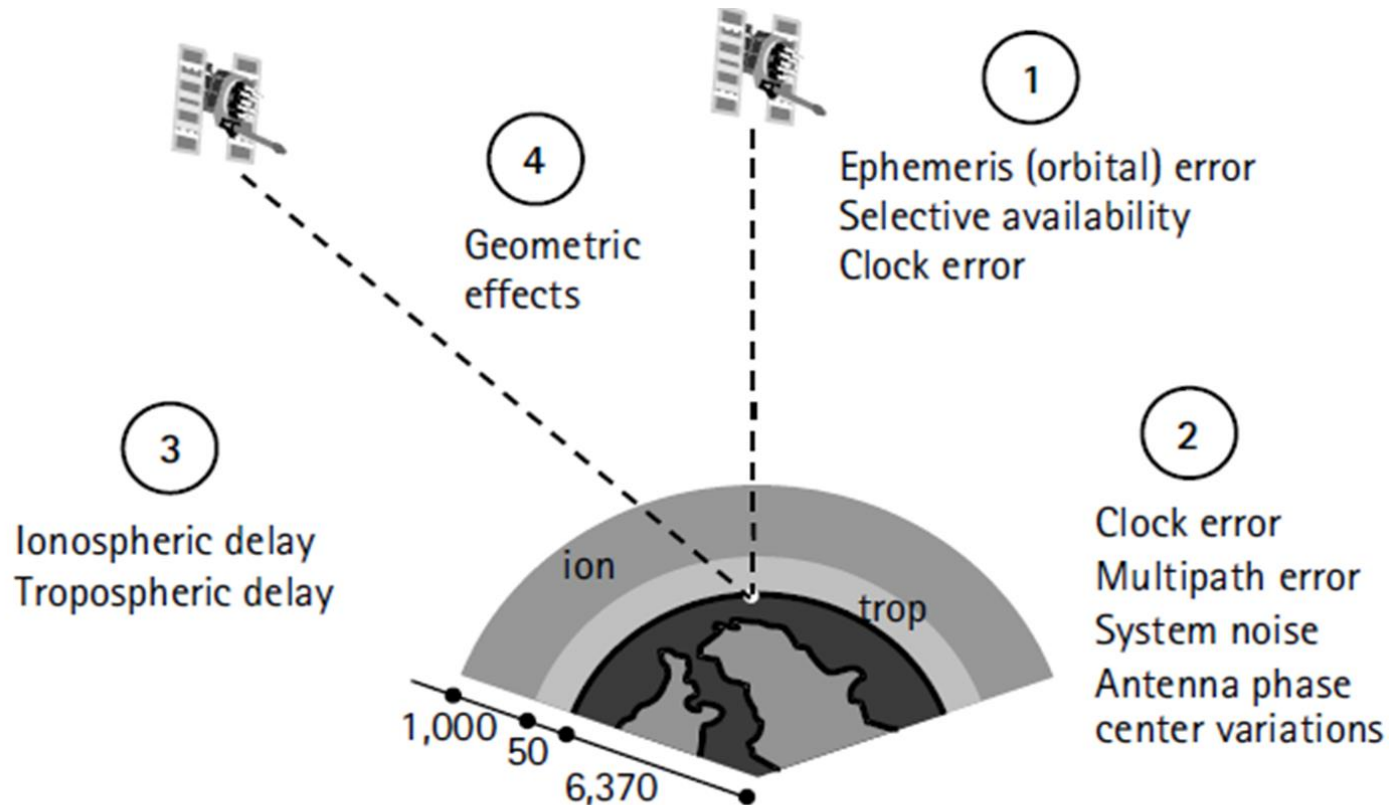 1
Ephemeris (orbital) error
Selective availability
Clock error
4
Geometric
effects
3
Ionospheric delay
Tropospheric delay
2
Clock error
Multipath error
System noise
Antenna phase
center variations
ion
trop
1,000
50
6,370